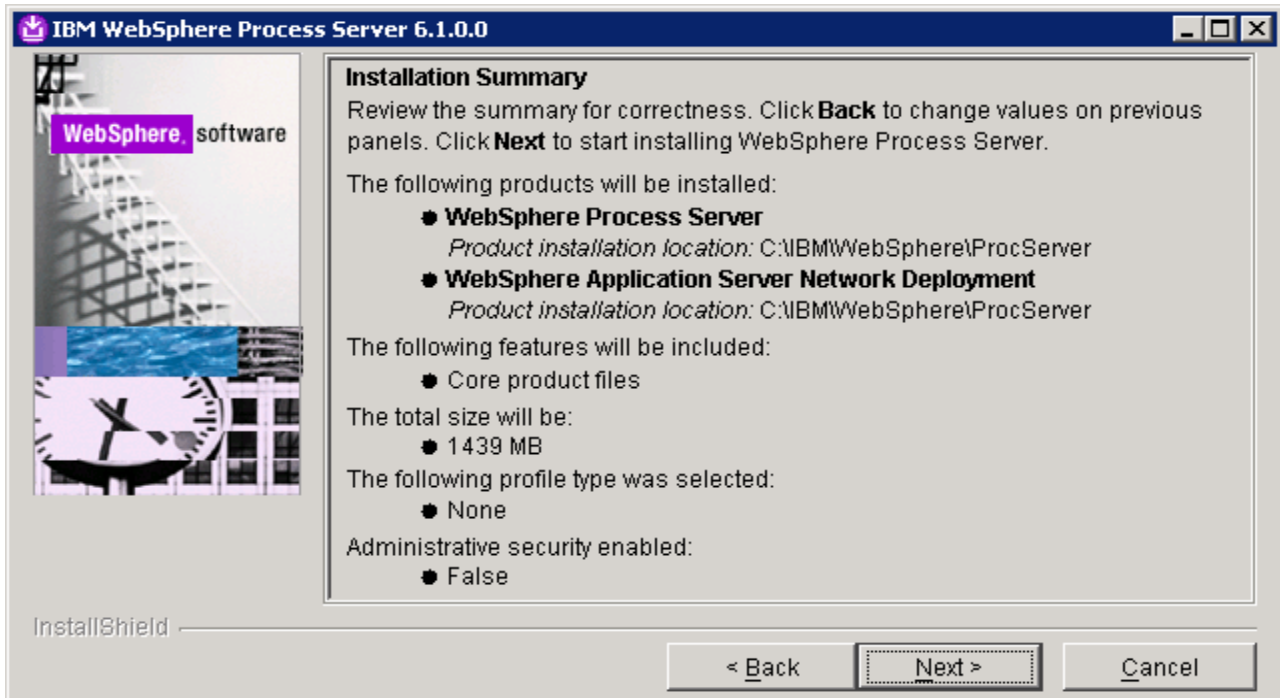 IBM WebSphere Process Server 6.1.0.0
WebSphere. software
Installation Summary
Review the summary for correctness. Click Back to change values on previous
panels. Click Next to start installing WebSphere Process Server.
The following products will be installed:
WebSphere Process Server
Product installation location: C:\IBM\WebSphere\ProcServer
WebSphere Application Server Network Deployment
Product installation location: C:\IBM\WebSphere\ProcServer
The following features will be included:
Core product files
The total size will be:
1439 MB
The following profile type was selected:
None
Administrative security enabled:
False
InstallShield
< Back Next > Cancel